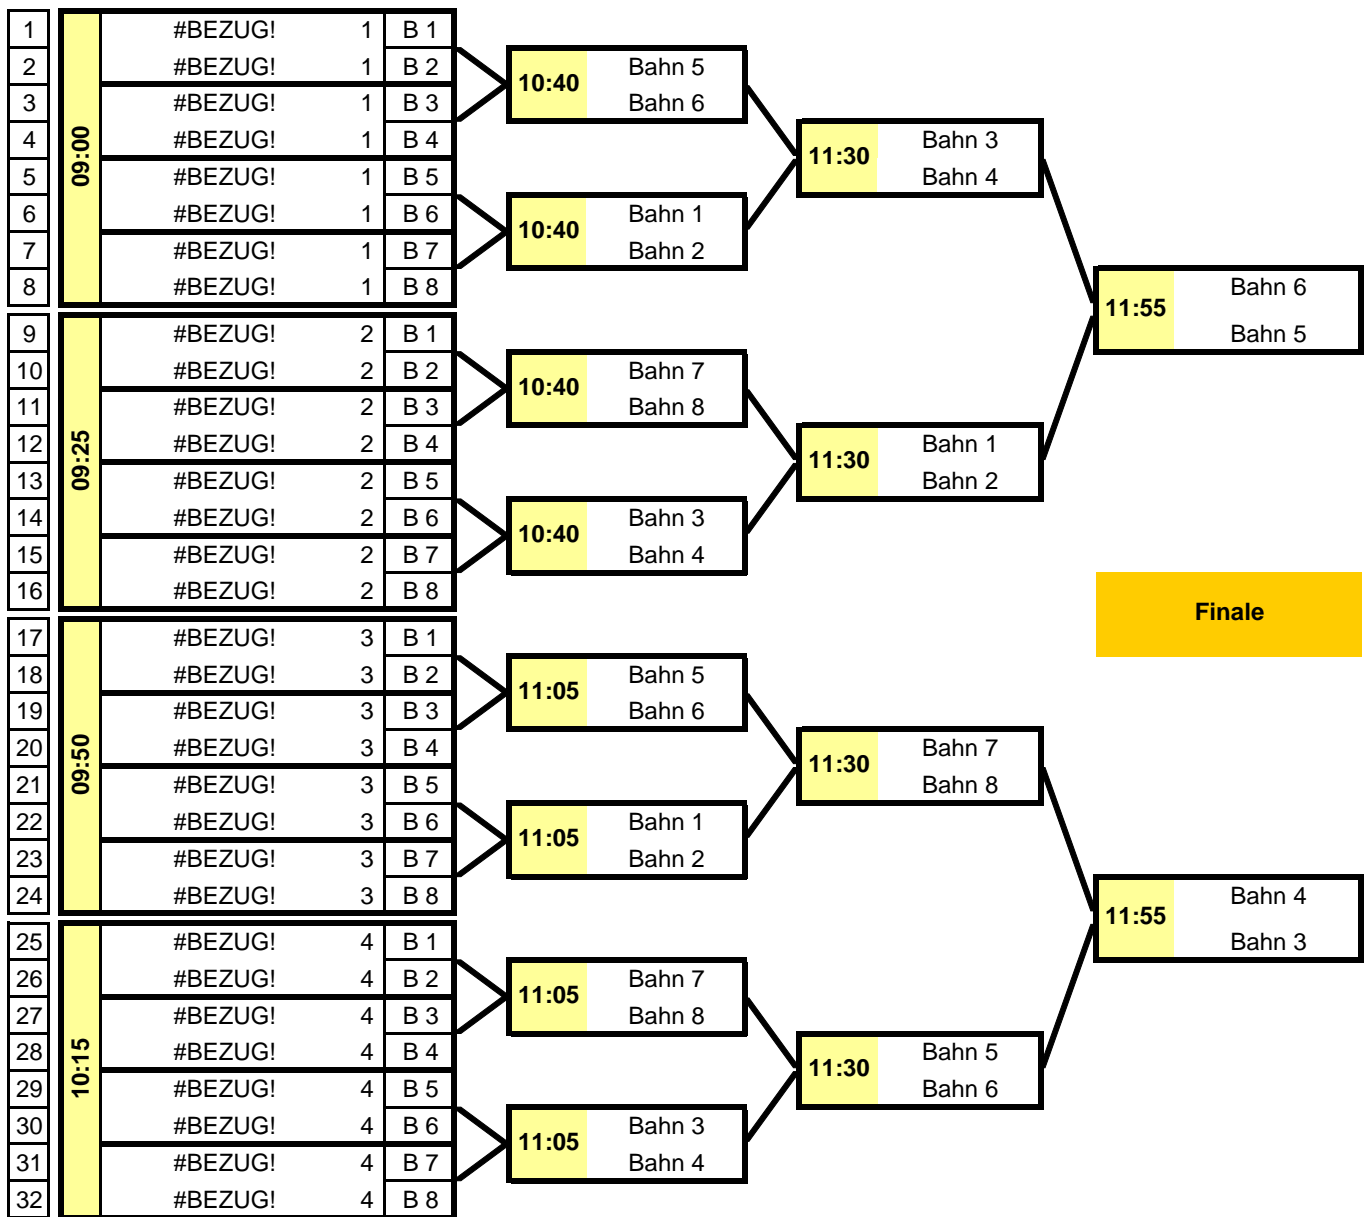 1 #BEZUG! 1 B 1
2 #BEZUG! 1 B 2
3 #BEZUG! 1 B 3
4 #BEZUG! 1 B 4
5 #BEZUG! 1 B 5
6 #BEZUG! 1 B 6
7 #BEZUG! 1 B 7
8 #BEZUG! 1 B 8
09:00
9 #BEZUG! 2 B 1
10 #BEZUG! 2 B 2
11 #BEZUG! 2 B 3
12 #BEZUG! 2 B 4
13 #BEZUG! 2 B 5
14 #BEZUG! 2 B 6
15 #BEZUG! 2 B 7
16 #BEZUG! 2 B 8
09:25
17 #BEZUG! 3 B 1
18 #BEZUG! 3 B 2
19 #BEZUG! 3 B 3
20 #BEZUG! 3 B 4
21 #BEZUG! 3 B 5
22 #BEZUG! 3 B 6
23 #BEZUG! 3 B 7
24 #BEZUG! 3 B 8
09:50
25 #BEZUG! 4 B 1
26 #BEZUG! 4 B 2
27 #BEZUG! 4 B 3
28 #BEZUG! 4 B 4
29 #BEZUG! 4 B 5
30 #BEZUG! 4 B 6
31 #BEZUG! 4 B 7
32 #BEZUG! 4 B 8
10:15
10:40
Bahn 5
Bahn 6
10:40
Bahn 1
Bahn 2
10:40
Bahn 7
Bahn 8
10:40
Bahn 3
Bahn 4
11:05
Bahn 5
Bahn 6
11:05
Bahn 1
Bahn 2
11:05
Bahn 7
Bahn 8
11:05
Bahn 3
Bahn 4
11:30
Bahn 3
Bahn 4
11:30
Bahn 1
Bahn 2
11:30
Bahn 7
Bahn 8
11:30
Bahn 5
Bahn 6
11:55
Bahn 6
Bahn 5
Finale
11:55
Bahn 4
Bahn 3